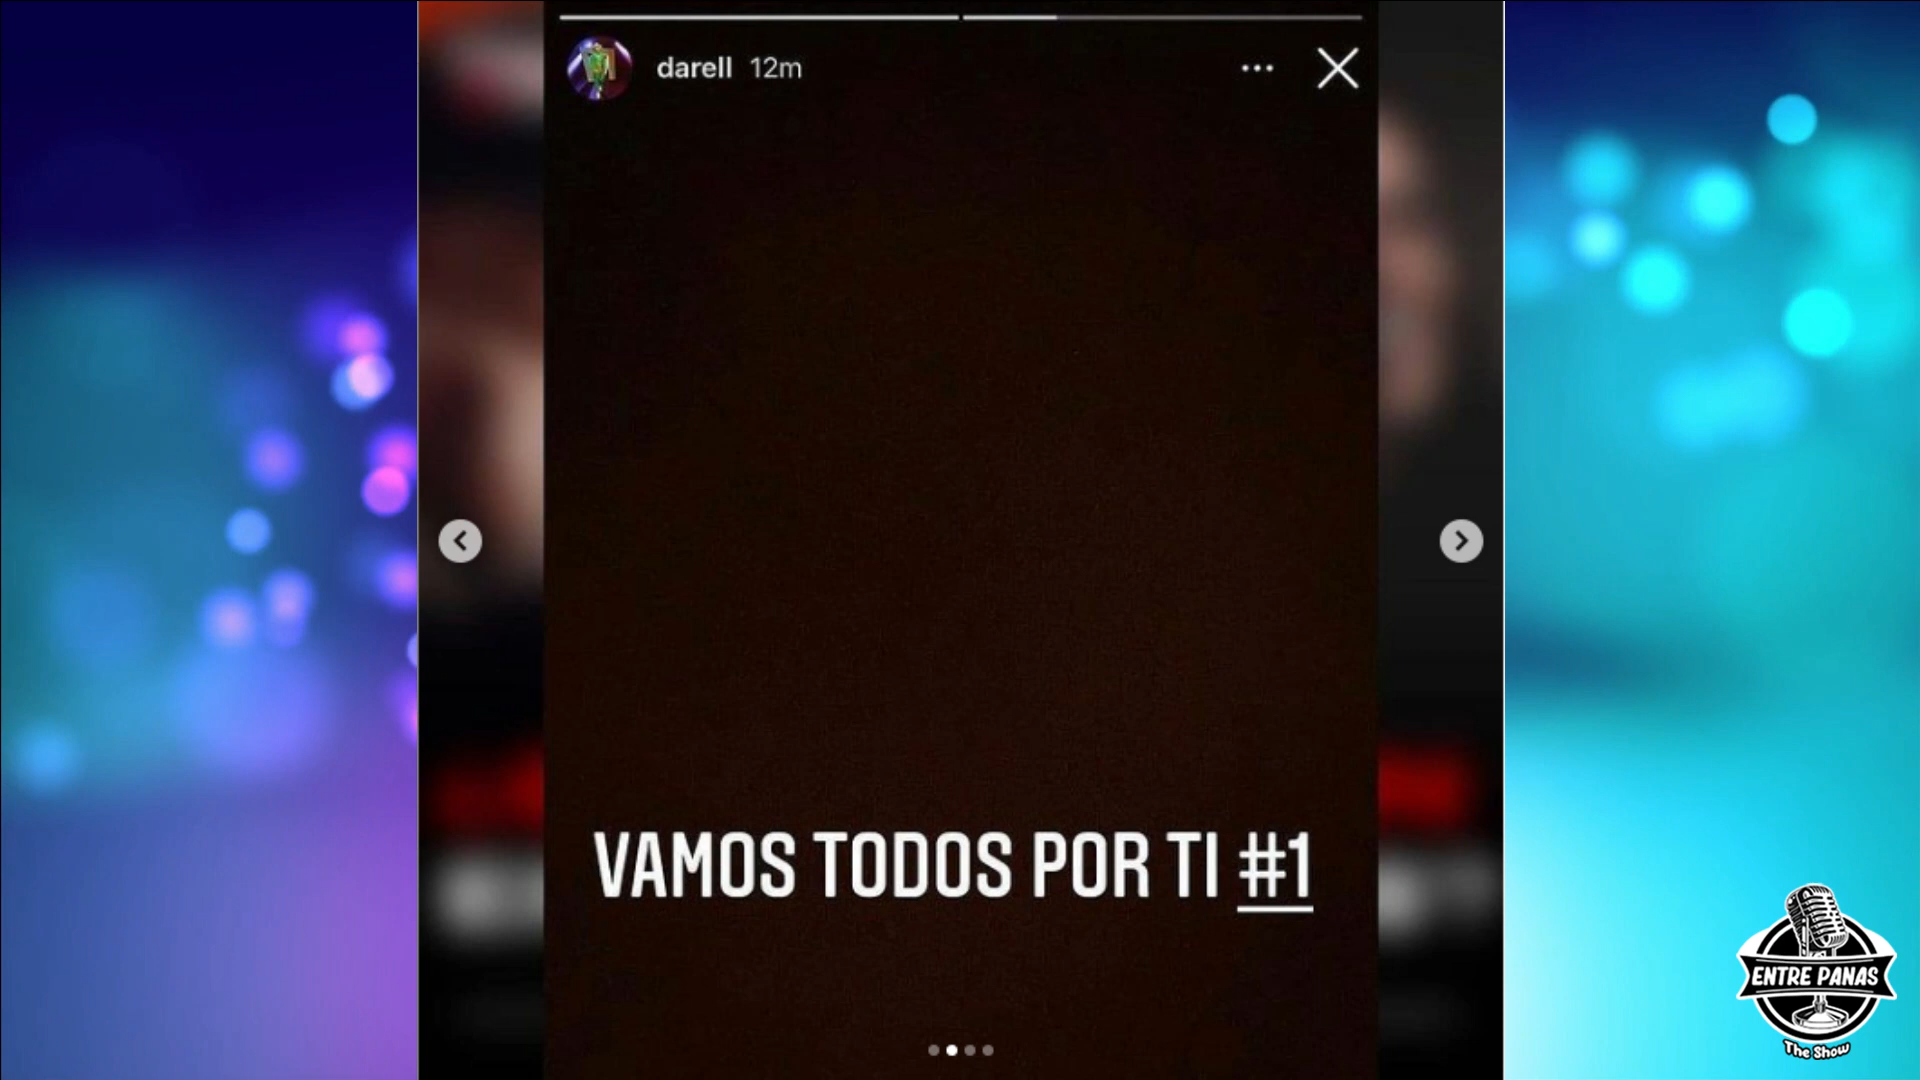 darell 12m
VAMOS TODOS POR TI #1
ENTRE PANAS
The Show